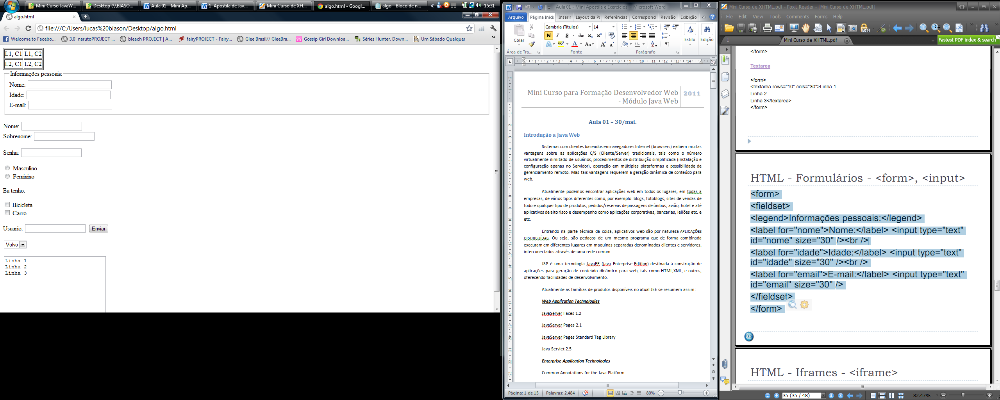 Mini Curso JavaW...
Desktop (\\BIASO...
Aula 01 - Mini Ap...
1. Apostila de Jav...
Mini Curso de XH...
algo.html - Googl...
algo - Bloco de n...
15:31
algo.html
file:///C:/Users/lucas%20biason/Desktop/algo.html
Welcome to Facebo...
3.0' narutoPROJECT ...
bleach PROJECT | A...
fairyPROJECT - Fairy...
Glee Brasil// GleeBra...
Gossip Girl Downloa...
Séries Hunter. Down...
Um Sábado Qualquer
L1, C1 L1, C2
L2, C1 L2, C2
Informações pessoais:
Nome:
Idade:
E-mail:
Nome:
Sobrenome:
Senha:
Masculino
Feminino
Eu tenho:
Bicicleta
Carro
Usuario: Enviar
Volvo
Linha 1
Linha 2
Linha 3
Aula 01 - Mini Apostila e Exercícios - Microsoft Word
Arquivo Página Inici Inserir Layout da Pá Referências Correspond Revisão Exibição
Colar
Cambria (Títulos) 14
N I S abc x₂ x²
Estilo Edição
Área de Tra... Fonte Parágrafo
Mini Curso para Formação Desenvolvedor Web
- Módulo Java Web
2011
Aula 01 – 30/mai.
Introdução a Java Web
Sistemas com clientes baseados em navegadores Internet (browsers) exibem muitas
vantagens sobre as aplicações C/S (Cliente/Server) tradicionais, tais como o número
virtualmente ilimitado de usuários, procedimentos de distribuição simplificada (instalação e
configuração apenas no Servidor), operação em múltiplas plataformas e possibilidade de
gerenciamento remoto. Mas tais vantagens requerem a geração dinâmica de conteúdo para
web.
Atualmente podemos encontrar aplicações web em todos os lugares, em todas a
empresas, de vários tipos diferentes como, por exemplo: blogs, fotoblogs, sites de vendas de
todo e qualquer tipo de produtos, pedidos/reservas de passagens de ônibus, avião, hotel e até
aplicativos de alto risco e desempenho como aplicações corporativas, bancarias, leilões etc. e
etc.
Entrando na parte técnica da coisa, aplicativos web são por natureza APLICAÇÕES
DISTRIBUÍDAS. Ou seja, são pedaços de um mesmo programa que de forma combinada
executam em diferentes lugares em maquinas separadas denominados clientes e servidores,
interconectados através de uma rede comum.
JSP é uma tecnologia JavaEE (java Enterprise Edition) destinada á construção de
aplicações para geração de conteúdo dinâmico para web, tais como HTML,XML, e outros,
oferecendo facilidades de desenvolvimento.
Atualmente as famílias de produtos disponíveis no atual JEE se resumem assim:
Web Application Technologies
JavaServer Faces 1.2
JavaServer Pages 2.1
JavaServer Pages Standard Tag Library
Java Servlet 2.5
Enterprise Application Technologies
Common Annotations for the Java Platform
Página: 1 de 15 Palavras: 2.484 80%
Mini Curso de XHTML.pdf - Foxit Reader - [Mini Curso de XHTML.pdf]
File Edit View Tools Comments Forms Help
1
Mini Curso de XHTML.pdf
Fastest PDF index & search
</form>
Textarea
<form>
<textarea rows="10" cols="30">Linha 1
Linha 2
Linha 3</textarea>
</form>
HTML - Formulários - <form>, <input>
<form>
<fieldset>
<legend>Informações pessoais:</legend>
<label for="nome">Nome:</label> <input type="text"
id="nome" size="30" /><br />
<label for="idade">Idade:</label> <input type="text"
id="idade" size="30" /><br />
<label for="email">E-mail:</label> <input type="text"
id="email" size="30" />
</fieldset>
</form>
HTML - Iframes - <iframe>
35 (35 / 48)
82.47%